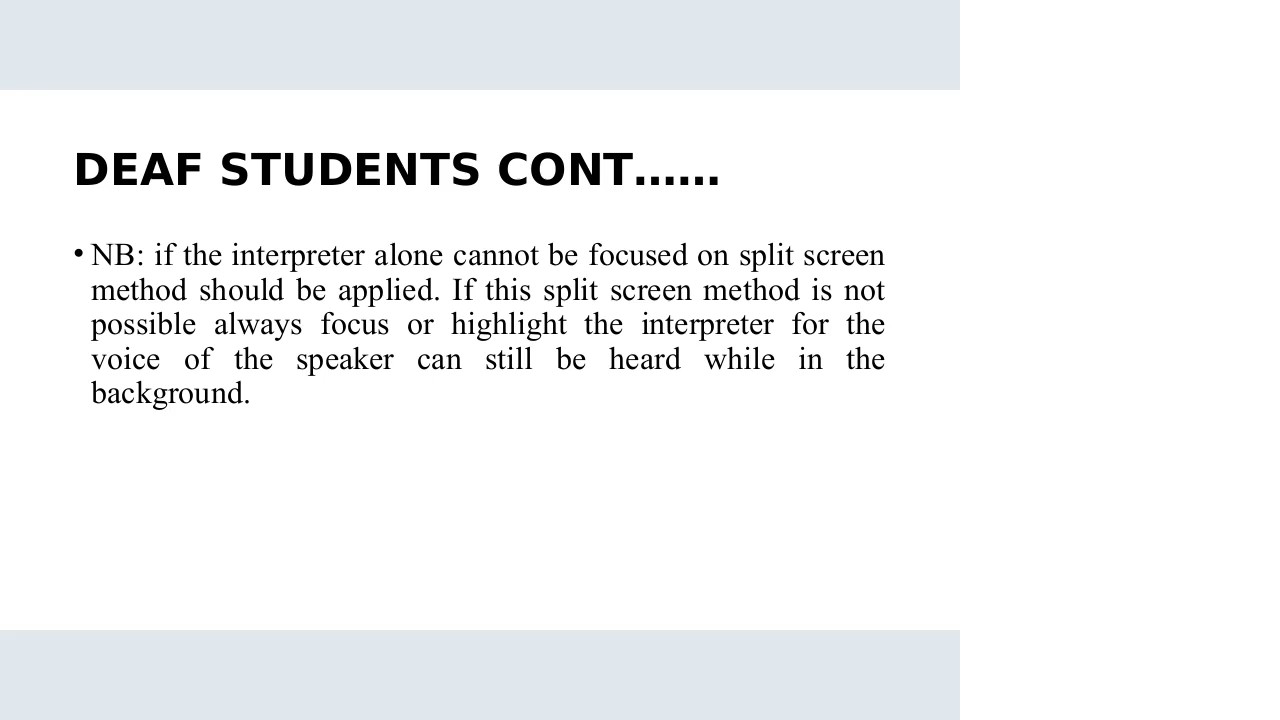 DEAF STUDENTS CONT……
• NB: if the interpreter alone cannot be focused on split screen
method should be applied. If this split screen method is not
possible always focus or highlight the interpreter for the
voice of the speaker can still be heard while in the
background.